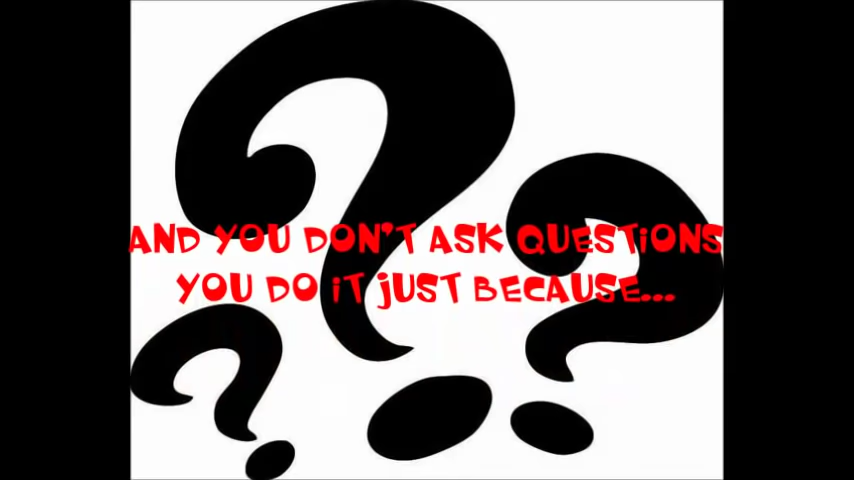 AND YOU DON'T ASK QUESTiONS
YOU DO iT jUST BECAUSE...